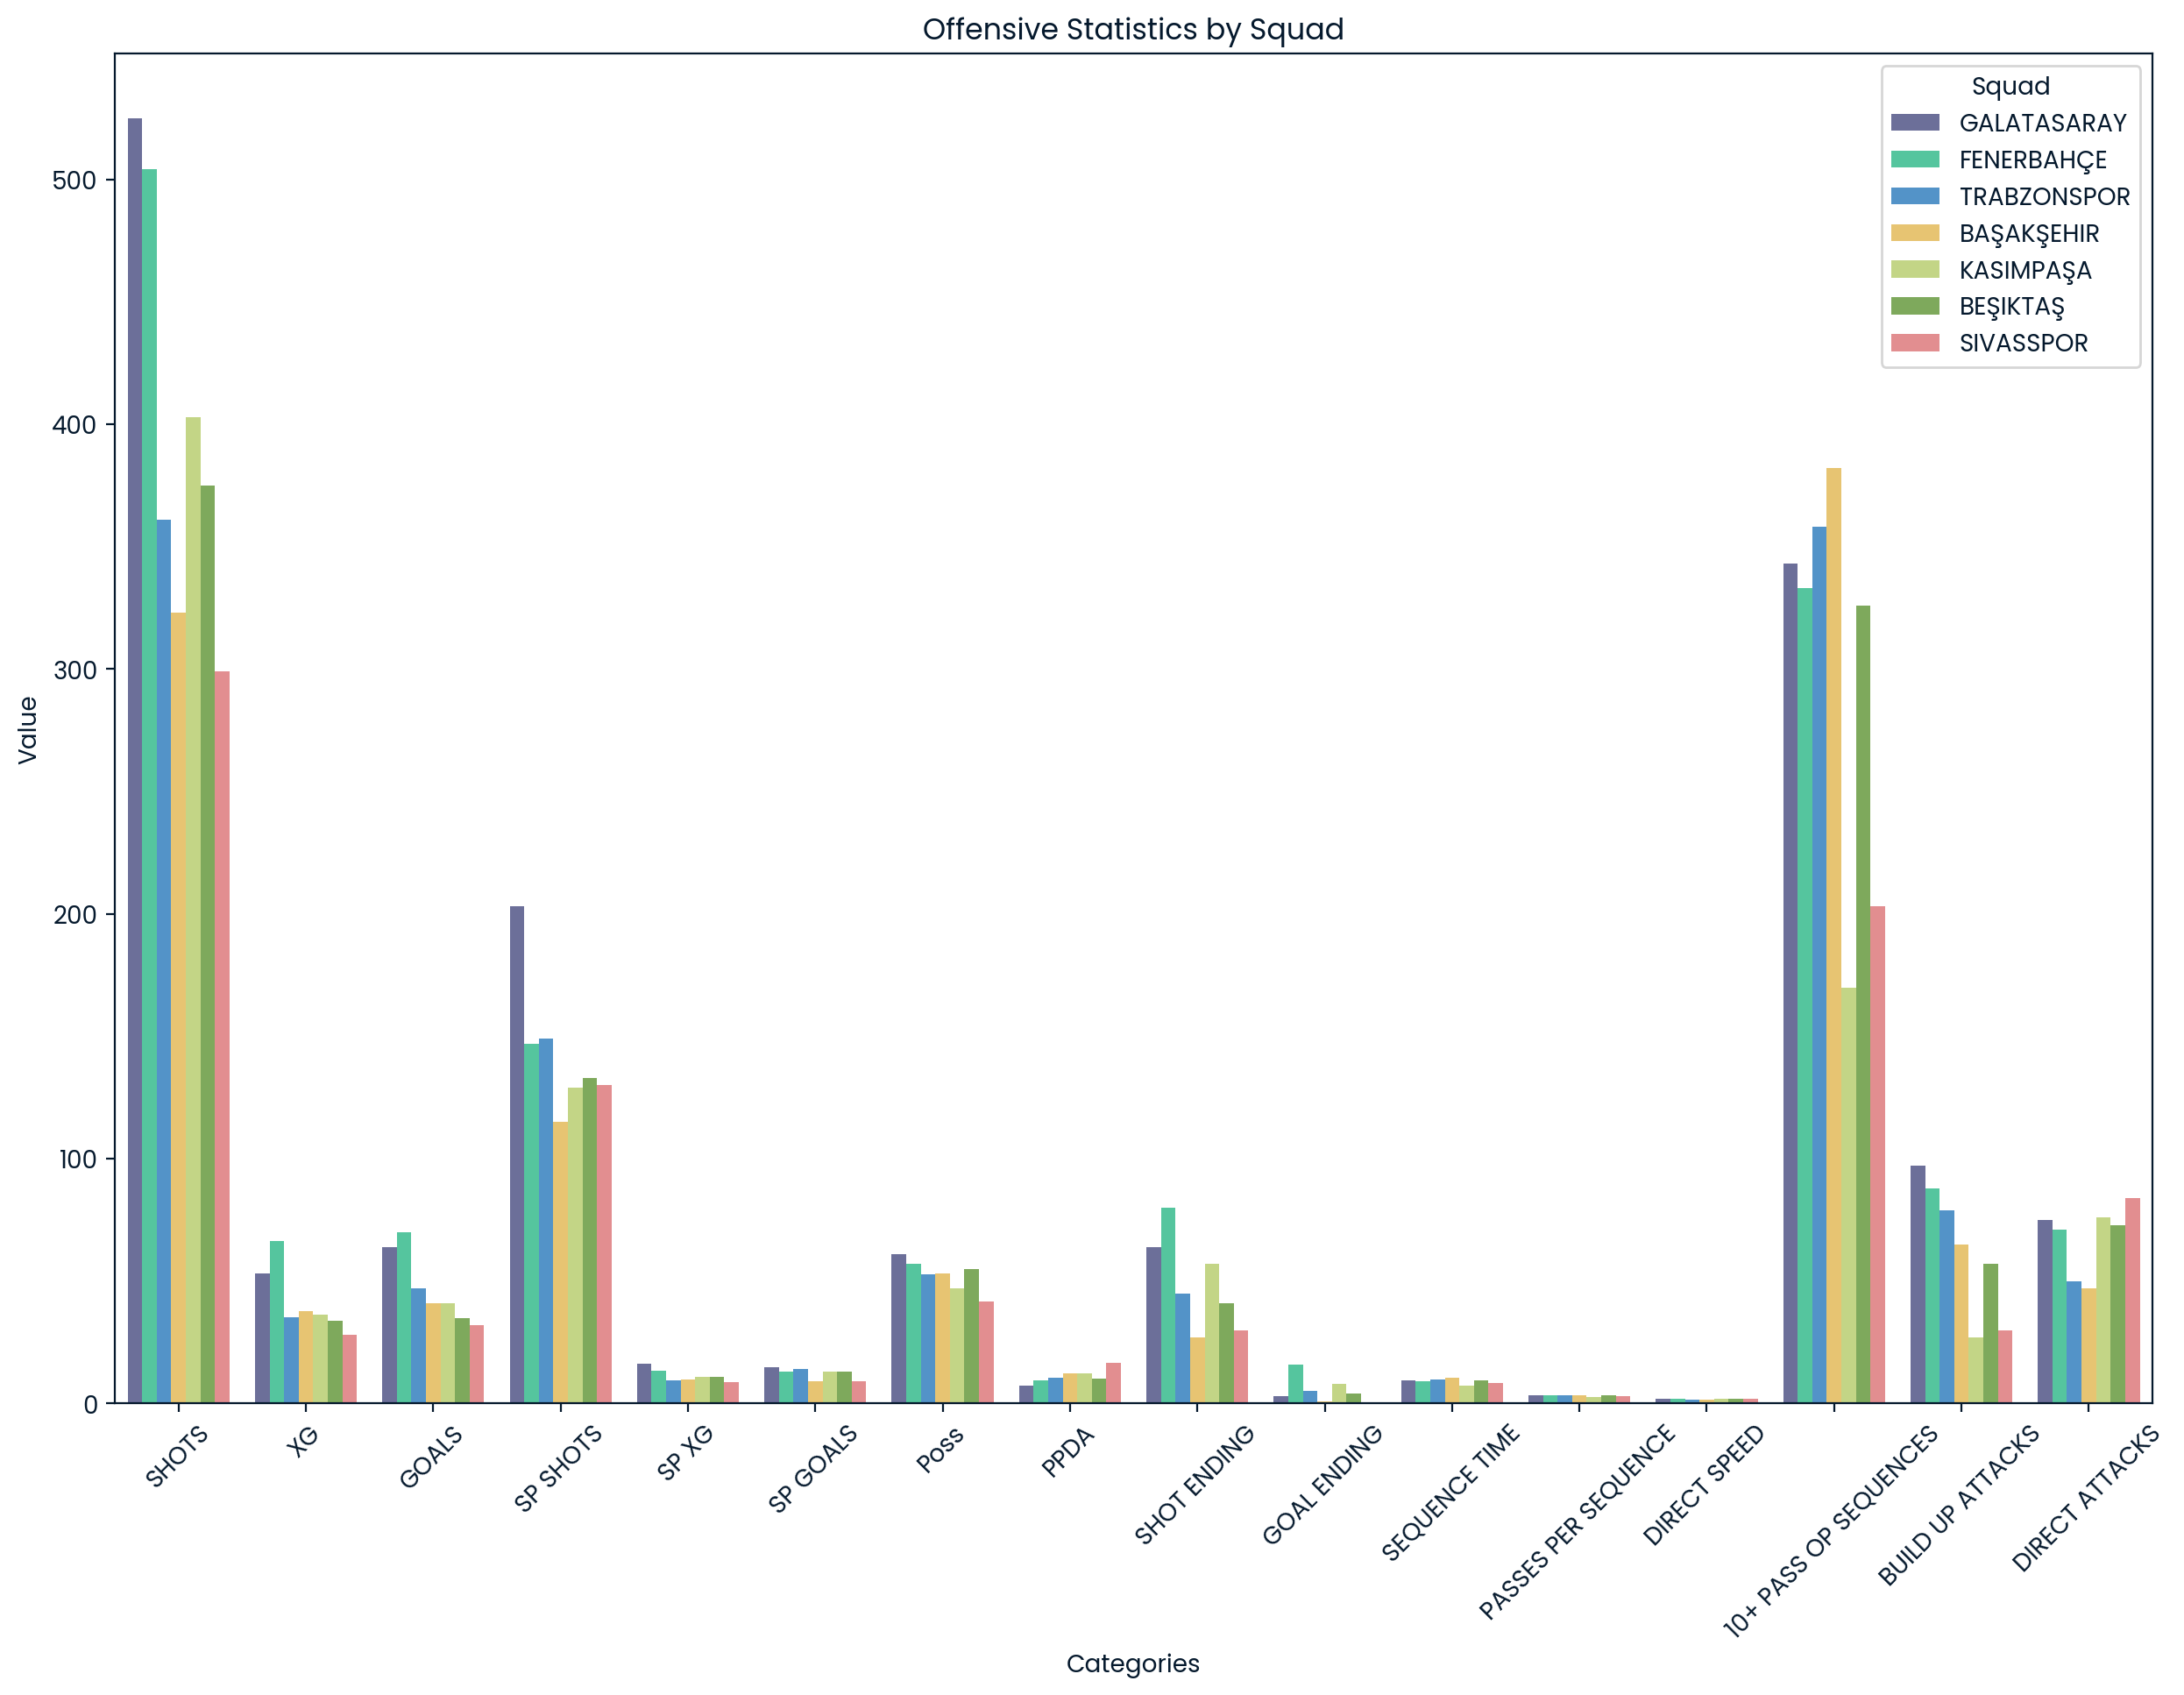 Offensive Statistics by Squad
Squad
GALATASARAY
FENERBAHÇE
TRABZONSPOR
BAŞAKŞEHIR
KASIMPAŞA
BEŞIKTAŞ
SIVASSPOR
500
400
300
200
100
0
Value
SHOTS
XG
GOALS
SP SHOTS
SP XG
SP GOALS
Poss
PPDA
SHOT ENDING
GOAL ENDING
SEQUENCE TIME
PASSES PER SEQUENCE
DIRECT SPEED
10+ PASS OP SEQUENCES
BUILD UP ATTACKS
DIRECT ATTACKS
Categories